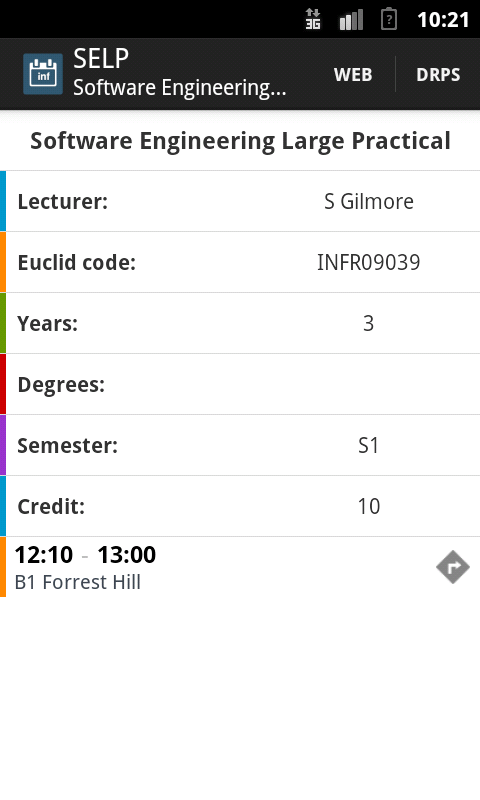 3G ? 10:21
inf SELP WEB DRPS
Software Engineering...
Software Engineering Large Practical
Lecturer: S Gilmore
Euclid code: INFR09039
Years: 3
Degrees:
Semester: S1
Credit: 10
12:10 - 13:00
B1 Forrest Hill